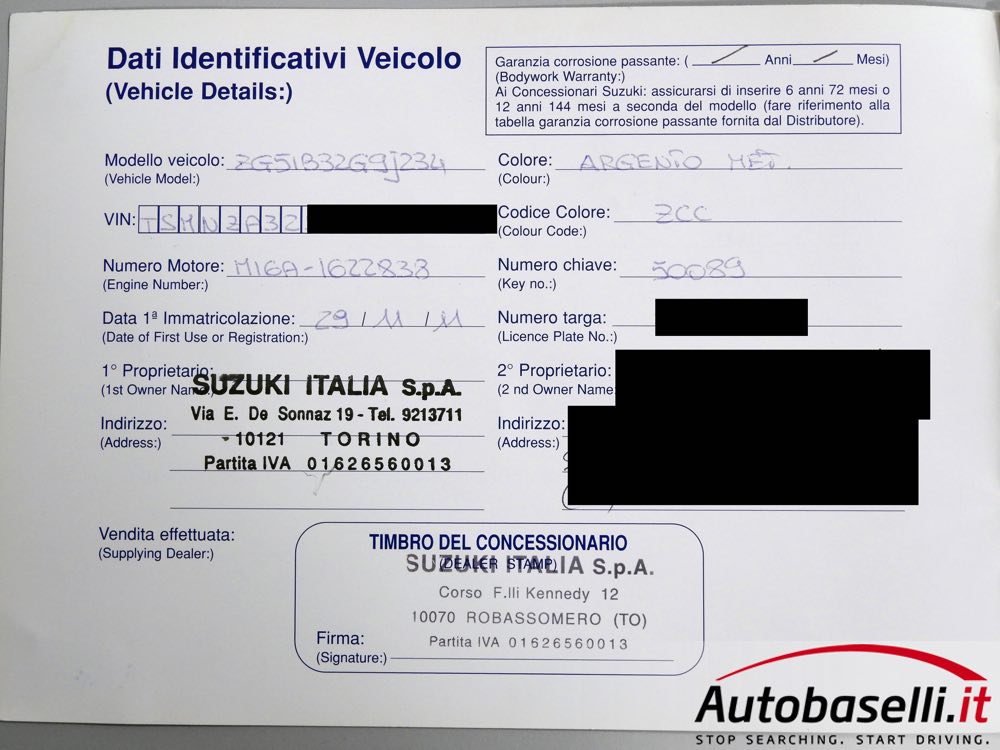 Dati Identificativi Veicolo
(Vehicle Details:)
Garanzia corrosione passante: ( / Anni / Mesi)
(Bodywork Warranty:)
Ai Concessionari Suzuki: assicurarsi di inserire 6 anni 72 mesi o
12 anni 144 mesi a seconda del modello (fare riferimento alla
tabella garanzia corrosione passante fornita dal Distributore).
Modello veicolo: ZG51B32G9J234
(Vehicle Model:)
Colore: ARGENTO MET.
(Colour:)
VIN: TSMNZA32
Codice Colore: ZCC
(Colour Code:)
Numero Motore: M16A-1622838
(Engine Number:)
Numero chiave: 50089
(Key no.:)
Data 1ª Immatricolazione: 29 / 11 / 11
(Date of First Use or Registration:)
Numero targa:
(Licence Plate No.:)
1° Proprietario:
(1st Owner Name:)
SUZUKI ITALIA S.p.A.
Via E. De Sonnaz 19 - Tel. 9213711
- 10121 TORINO
Partita IVA 01626560013
2° Proprietario:
(2 nd Owner Name
Indirizzo:
(Address:)
Indirizzo:
(Address:)
Vendita effettuata:
(Supplying Dealer:)
TIMBRO DEL CONCESSIONARIO
(DEALER STAMP)
SUZUKI ITALIA S.p.A.
Corso F.lli Kennedy 12
10070 ROBASSOMERO (TO)
Partita IVA 01626560013
Firma:
(Signature:)
Autobaselli.it
STOP SEARCHING. START DRIVING.